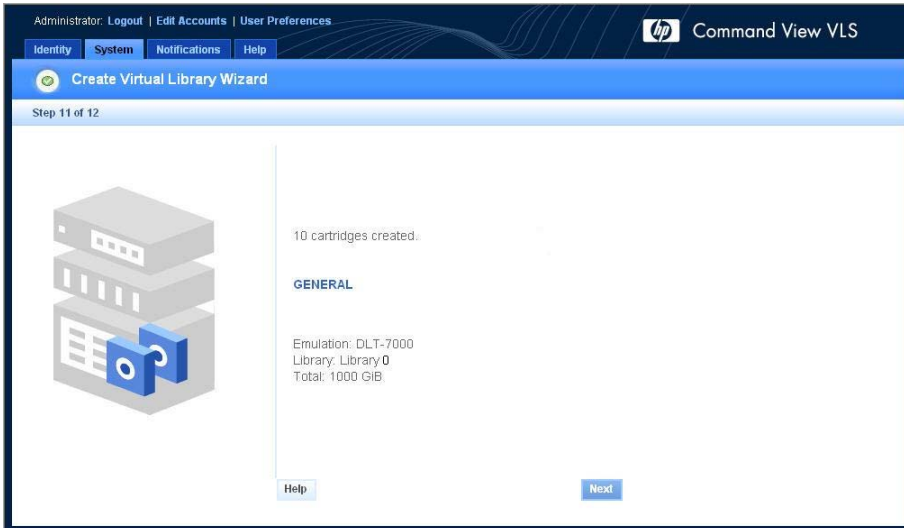 Administrator: Logout | Edit Accounts | User Preferences
hp Command View VLS
Identity System Notifications Help
Create Virtual Library Wizard
Step 11 of 12
10 cartridges created.
GENERAL
Emulation: DLT-7000
Library: Library 0
Total: 1000 GiB
Help Next